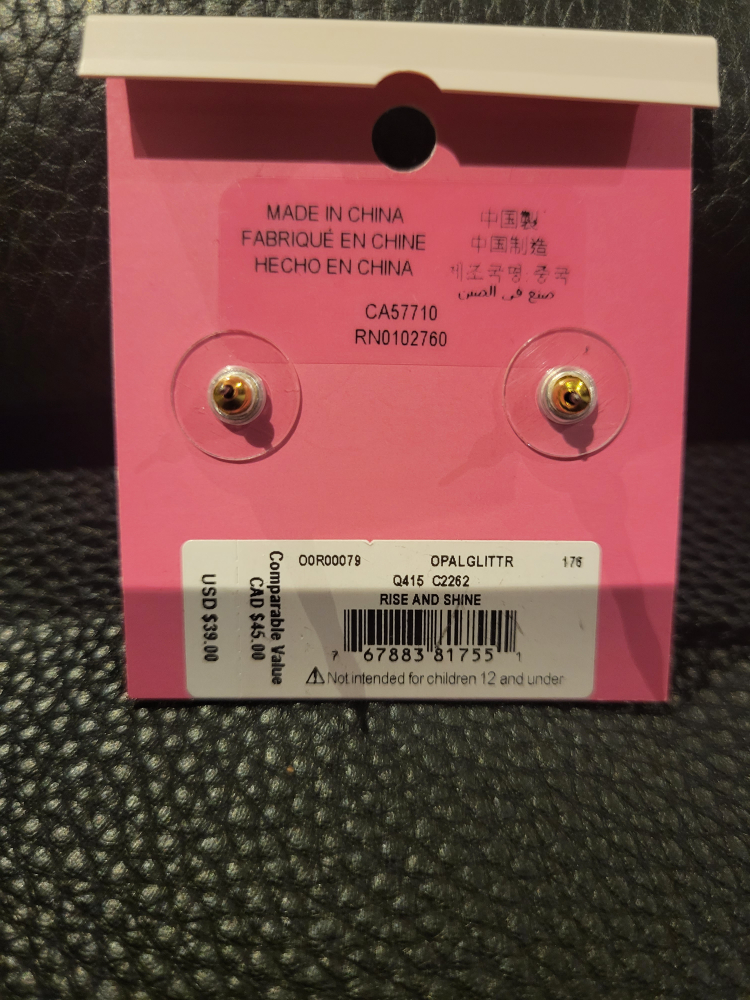 MADE IN CHINA
FABRIQUÉ EN CHINE
HECHO EN CHINA
中国製
中国制造
제조국명 중국
صنع في الصين
CA57710
RN0102760
O0R00079 OPALGLITTR 176
Q415 C2262
RISE AND SHINE
7 67883 81755 1
⚠Not intended for children 12 and under
Comparable Value
CAD $45.00
USD $39.00